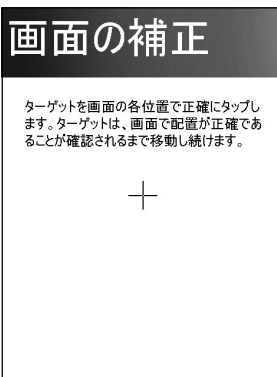 画面の補正
ターゲットを画面の各位置で正確にタップし
ます。ターゲットは、画面で配置が正確であ
ることが確認されるまで移動し続けます。